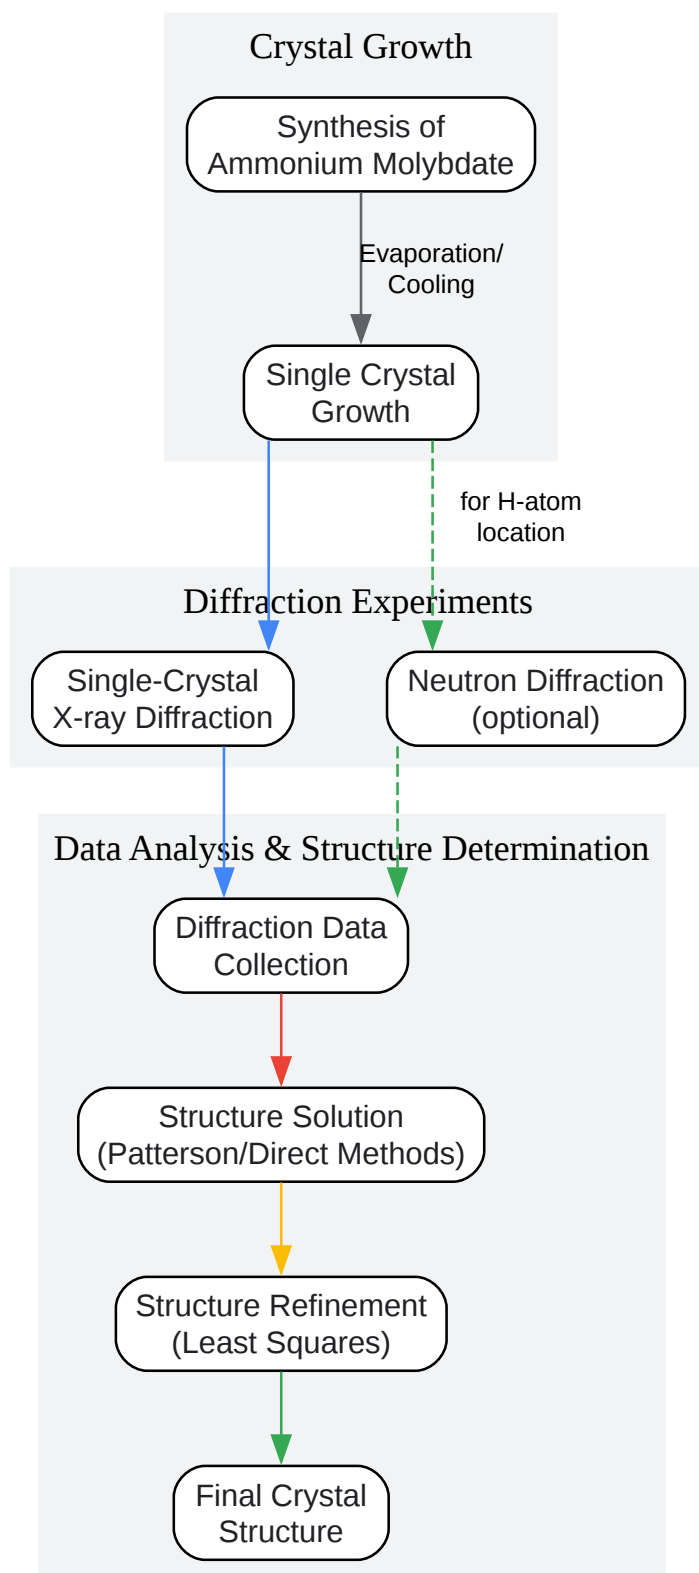 Crystal Growth
Synthesis of
Ammonium Molybdate
Evaporation/
Cooling
Single Crystal
Growth
for H-atom
location
Diffraction Experiments
Single-Crystal
X-ray Diffraction
Neutron Diffraction
(optional)
Data Analysis & Structure Determination
Diffraction Data
Collection
Structure Solution
(Patterson/Direct Methods)
Structure Refinement
(Least Squares)
Final Crystal
Structure